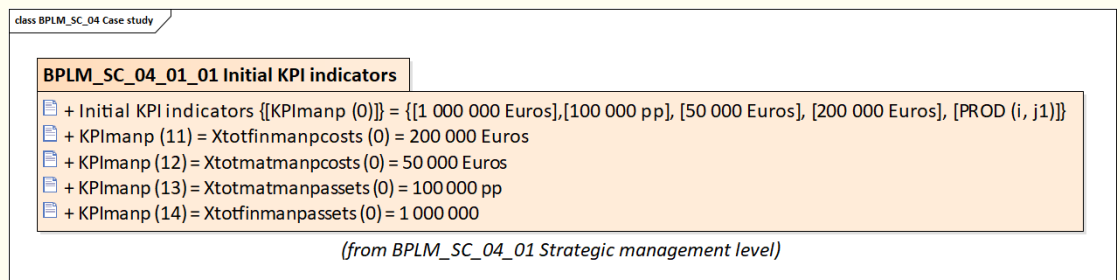 class BPLM_SC_04 Case study
BPLM_SC_04_01_01 Initial KPI indicators
+ Initial KPI indicators {[KPImanp (0)]} = {[1 000 000 Euros],[100 000 pp], [50 000 Euros], [200 000 Euros], [PROD (i, j1)]}
+ KPImanp (11) = Xtotfinmanpcosts (0) = 200 000 Euros
+ KPImanp (12) = Xtotmatmanpcosts (0) = 50 000 Euros
+ KPImanp (13) = Xtotmatmanpassets (0) = 100 000 pp
+ KPImanp (14) = Xtotfinmanpassets (0) = 1 000 000
(from BPLM_SC_04_01 Strategic management level)